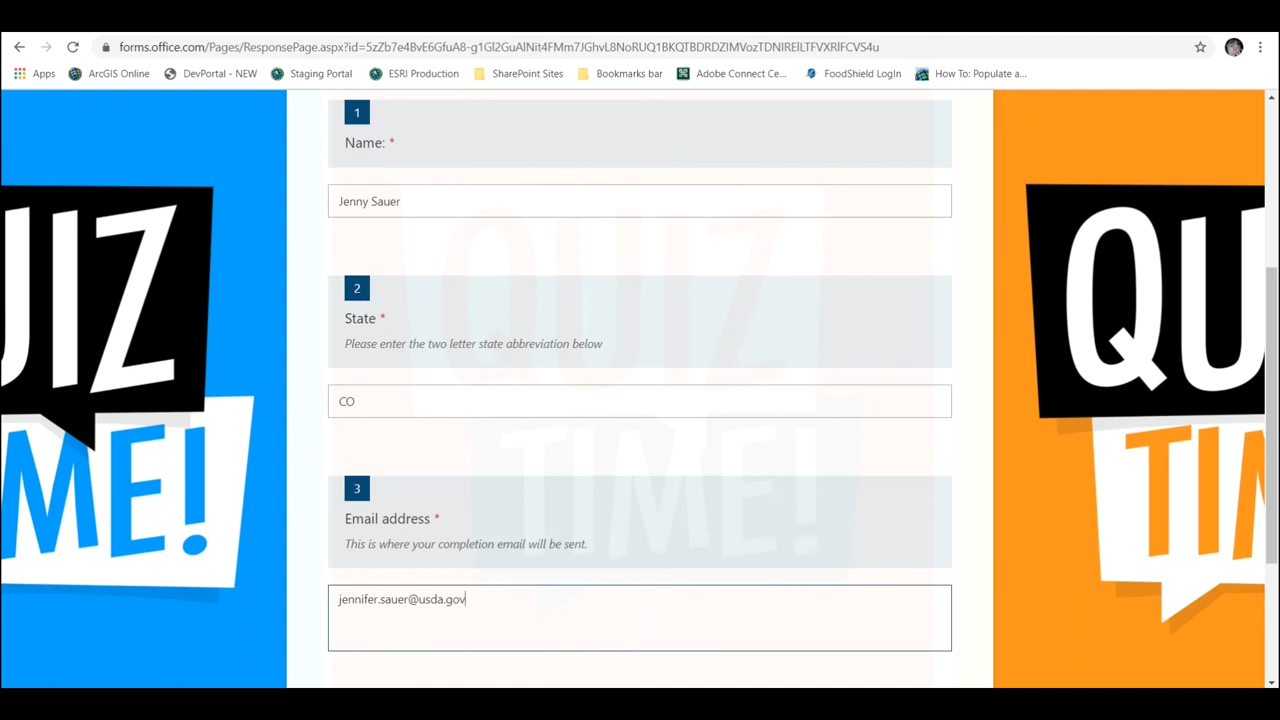 forms.office.com/Pages/ResponsePage.aspx?id=5zZb7e4BvE6GfuA8-g1Gl2GuAlNit4FMm7JGhvL8NoRUQ1BKQTBDRDZIMVozTDNIRElLTFVXRlFCVS4u
Apps ArcGIS Online DevPortal - NEW Staging Portal ESRI Production SharePoint Sites Bookmarks bar Adobe Connect Ce... FoodShield LogIn How To: Populate a...
1
Name: *
Jenny Sauer
2
State *
Please enter the two letter state abbreviation below
CO
3
Email address *
This is where your completion email will be sent.
jennifer.sauer@usda.gov
UIZ
ME!
QUIZ
TIME!
QU
TIM